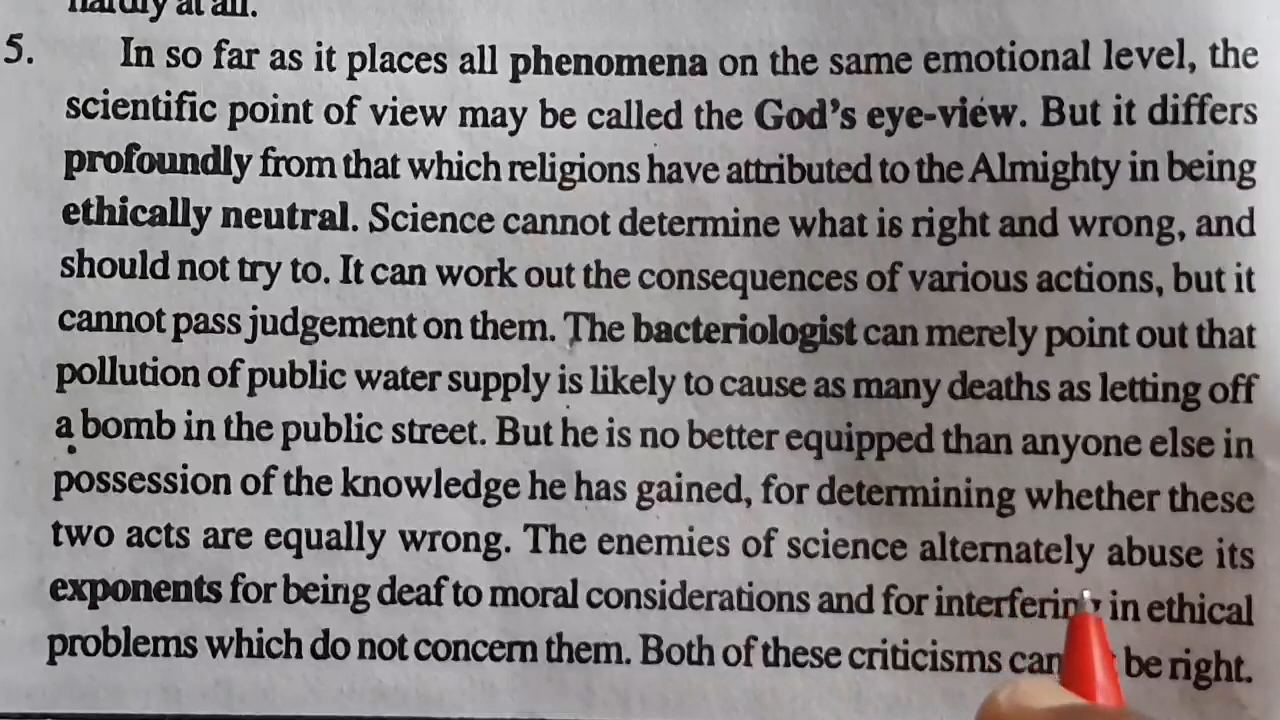 hardly at all.
5. In so far as it places all phenomena on the same emotional level, the
scientific point of view may be called the God's eye-view. But it differs
profoundly from that which religions have attributed to the Almighty in being
ethically neutral. Science cannot determine what is right and wrong, and
should not try to. It can work out the consequences of various actions, but it
cannot pass judgement on them. The bacteriologist can merely point out that
pollution of public water supply is likely to cause as many deaths as letting off
a bomb in the public street. But he is no better equipped than anyone else in
possession of the knowledge he has gained, for determining whether these
two acts are equally wrong. The enemies of science alternately abuse its
exponents for being deaf to moral considerations and for interfering in ethical
problems which do not concern them. Both of these criticisms be right.